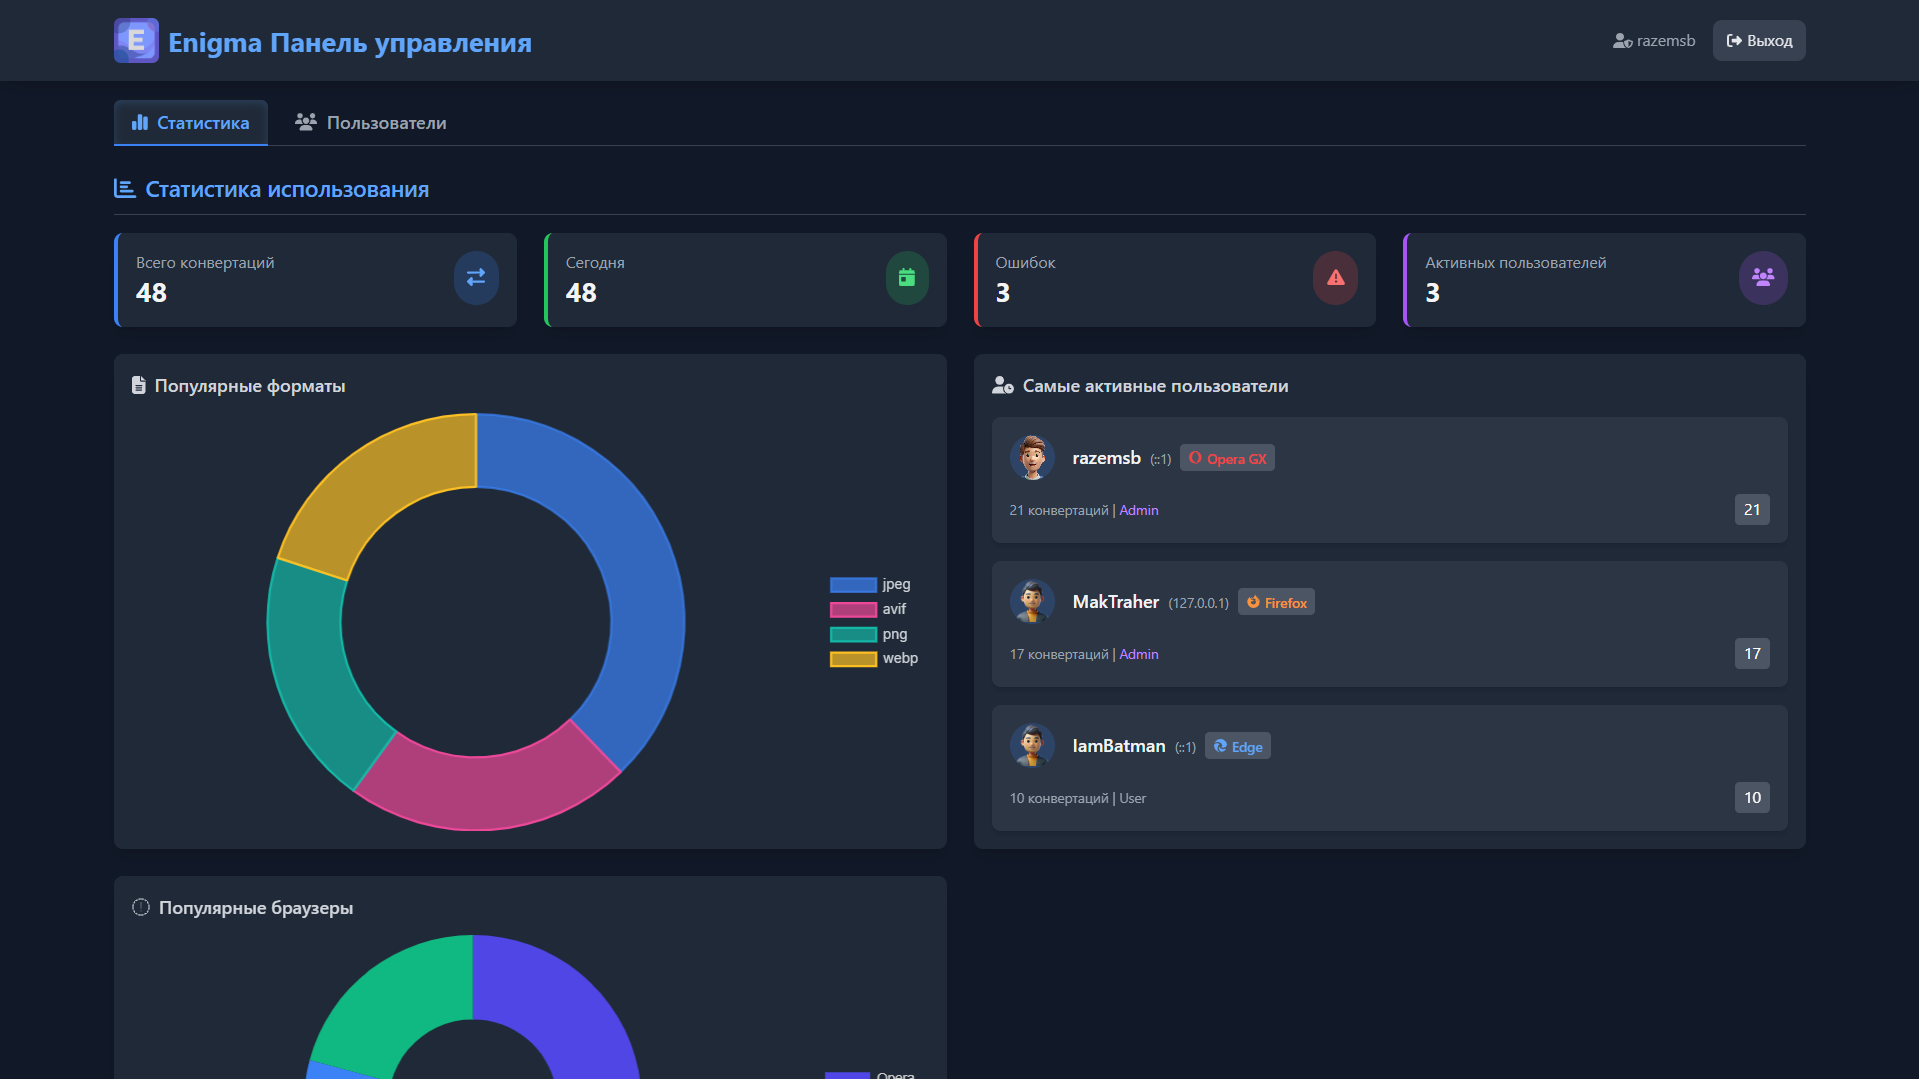 E Enigma Панель управления
razemsb
Выход
Статистика
Пользователи
Статистика использования
Всего конвертаций
48
Сегодня
48
Ошибок
3
Активных пользователей
3
Популярные форматы
jpeg
avif
png
webp
Самые активные пользователи
razemsb (::1) Opera GX
21 конвертаций | Admin
21
MakTraher (127.0.0.1) Firefox
17 конвертаций | Admin
17
IamBatman (::1) Edge
10 конвертаций | User
10
Популярные браузеры
Opera